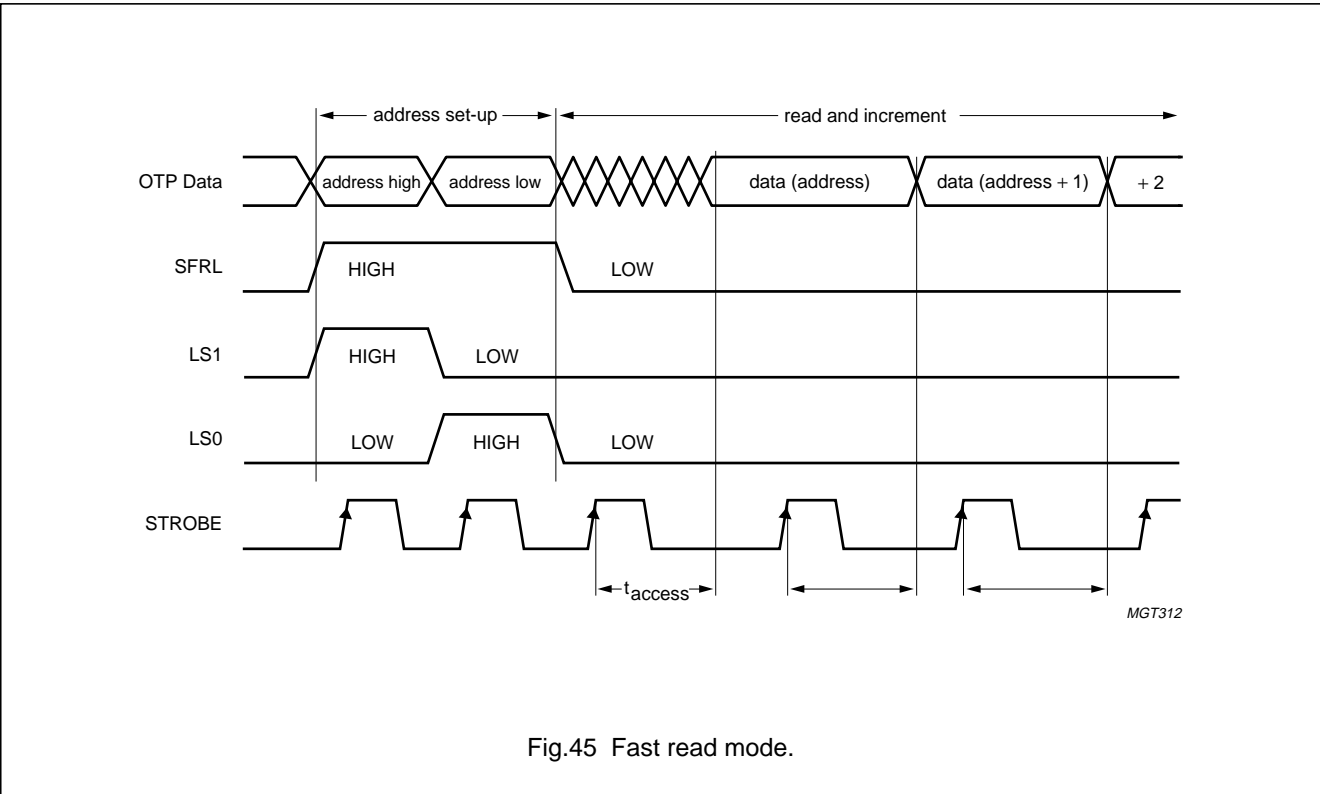 address set-up
read and increment
OTP Data
address high
address low
data (address)
data (address + 1)
+ 2
SFRL
HIGH
LOW
LS1
HIGH
LOW
LS0
LOW
HIGH
LOW
STROBE
taccess
MGT312
Fig.45 Fast read mode.